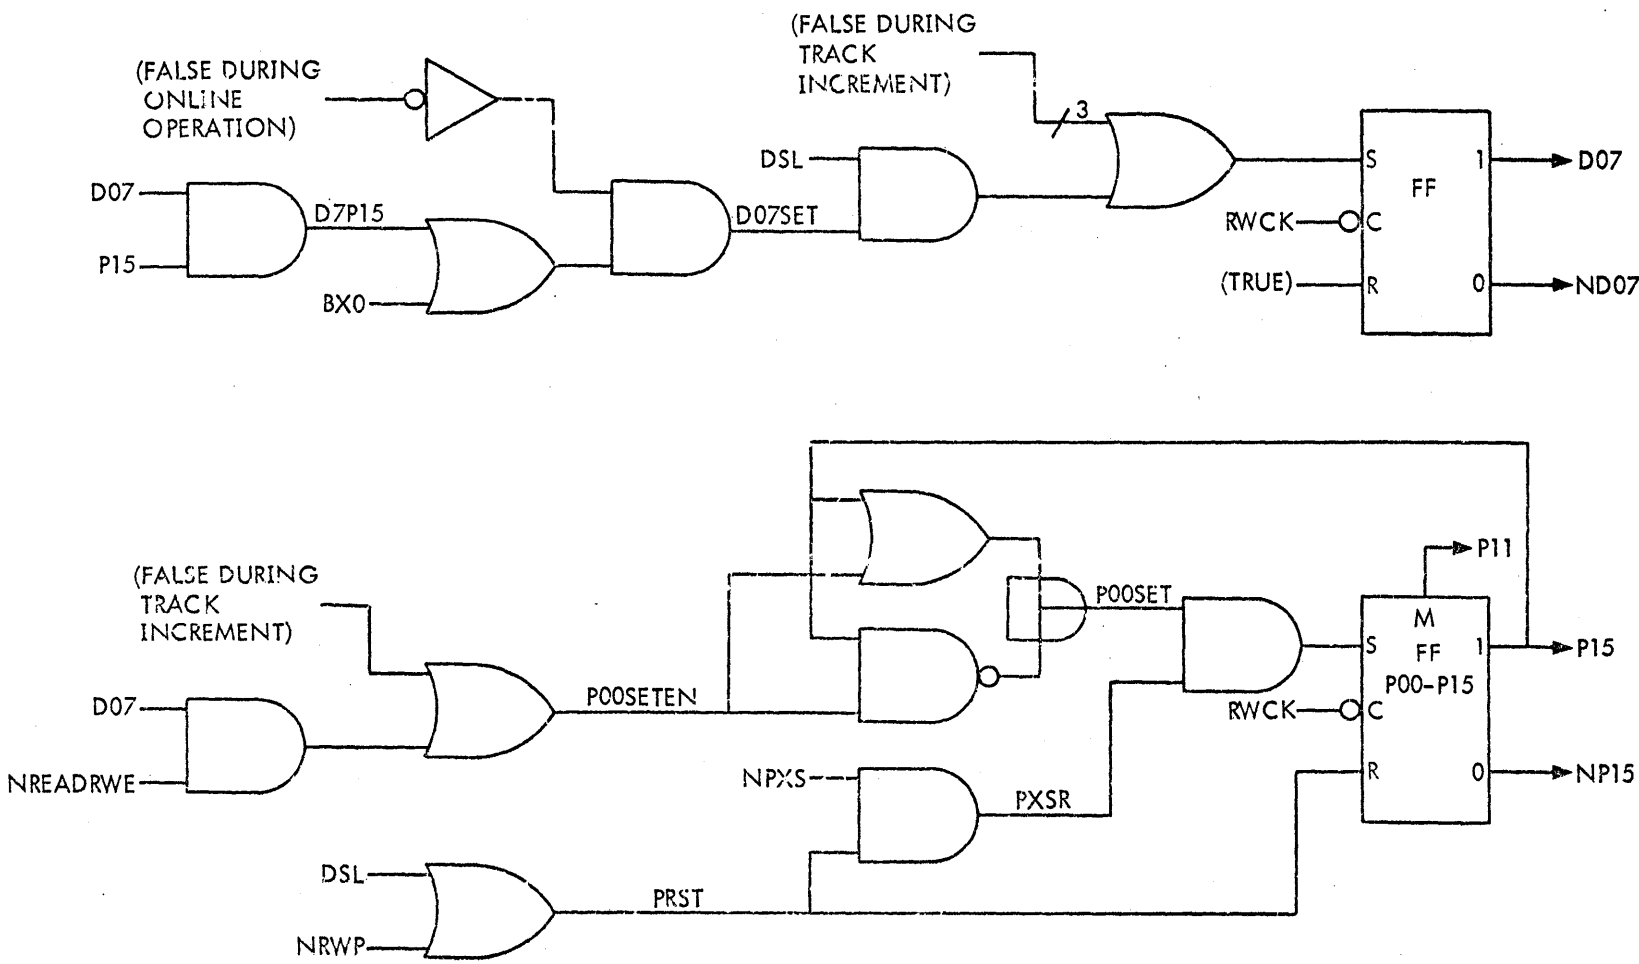 (FALSE DURING
TRACK
INCREMENT)
(FALSE DURING
ONLINE
OPERATION)
3
DSL
S
1
D07
FF
D07
D7P15
D07SET
RWCK
C
P15
(TRUE)
R
0
ND07
BX0
P11
(FALSE DURING
TRACK
INCREMENT)
P00SET
M
S
1
P15
FF
P00-P15
P00SETEN
D07
RWCK
C
NREADRWE
NPXS
PXSR
R
0
NP15
DSL
PRST
NRWP